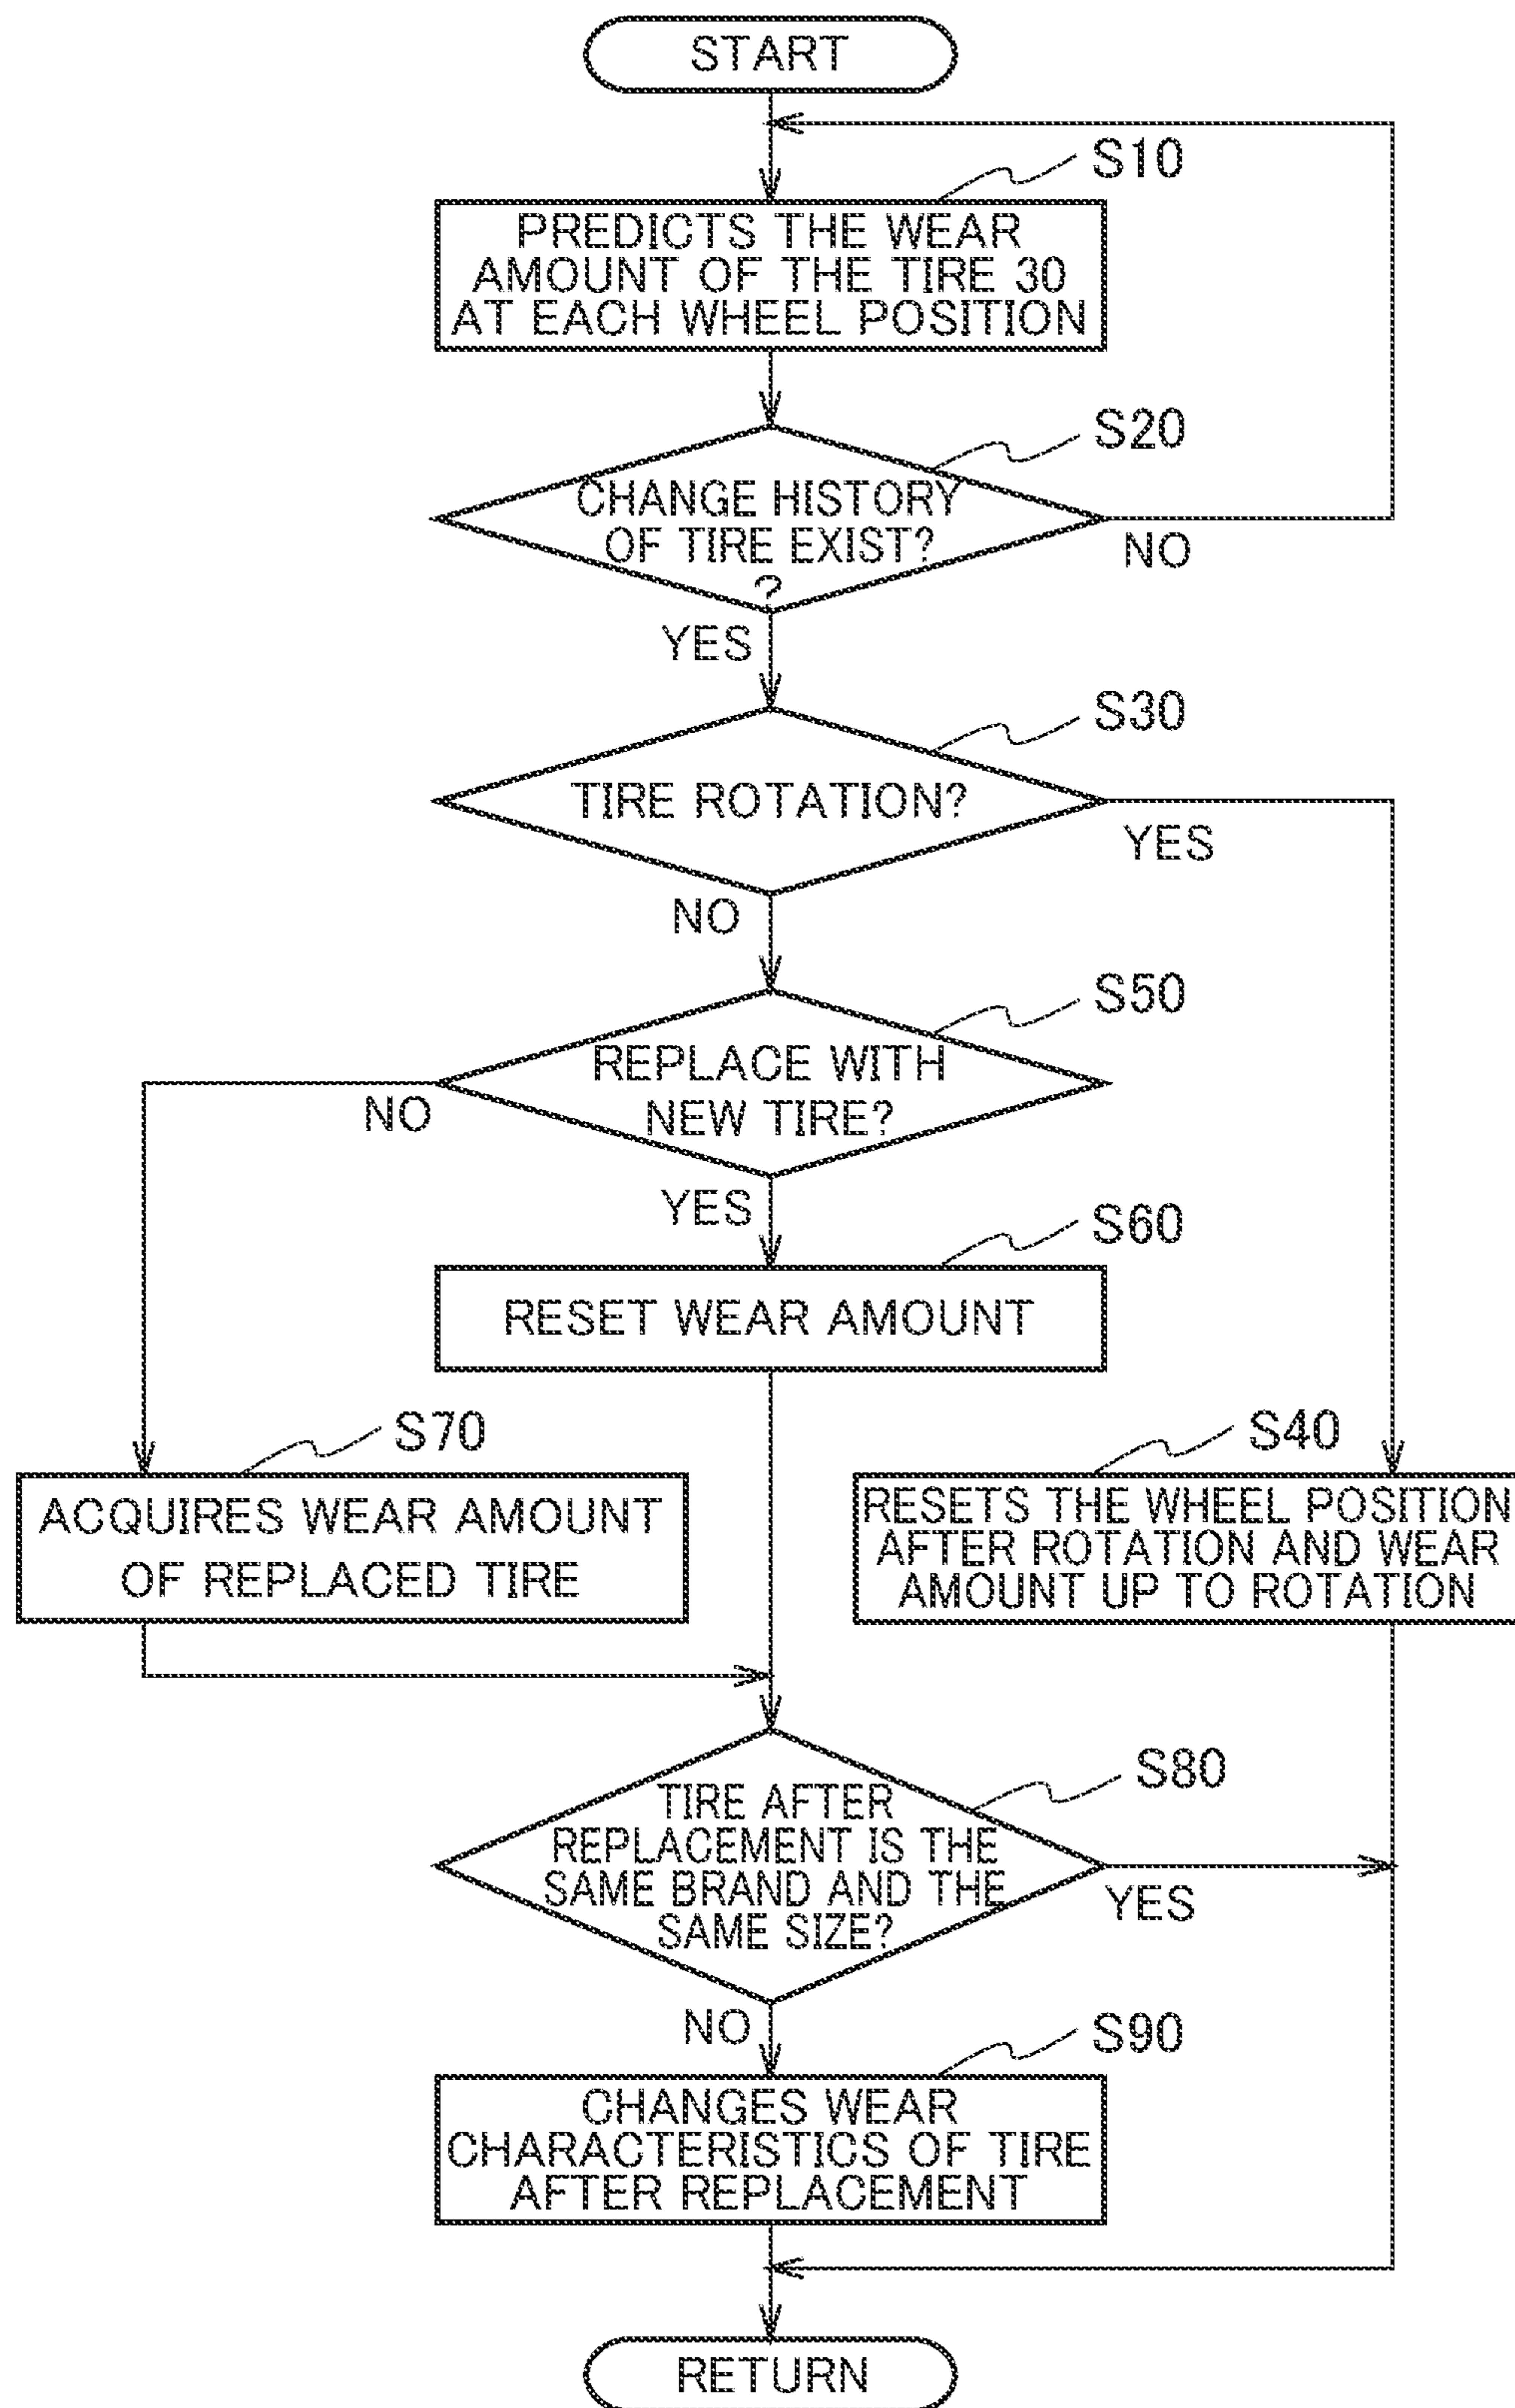 START
S10
PREDICTS THE WEAR
AMOUNT OF THE TIRE 30
AT EACH WHEEL POSITION
S20
CHANGE HISTORY
OF TIRE EXIST?
?
NO
YES
S30
TIRE ROTATION?
YES
NO
S50
REPLACE WITH
NEW TIRE?
NO
YES
S60
RESET WEAR AMOUNT
S70
ACQUIRES WEAR AMOUNT
OF REPLACED TIRE
S40
RESETS THE WHEEL POSITION
AFTER ROTATION AND WEAR
AMOUNT UP TO ROTATION
S80
TIRE AFTER
REPLACEMENT IS THE
SAME BRAND AND THE
SAME SIZE?
YES
NO
S90
CHANGES WEAR
CHARACTERISTICS OF TIRE
AFTER REPLACEMENT
RETURN